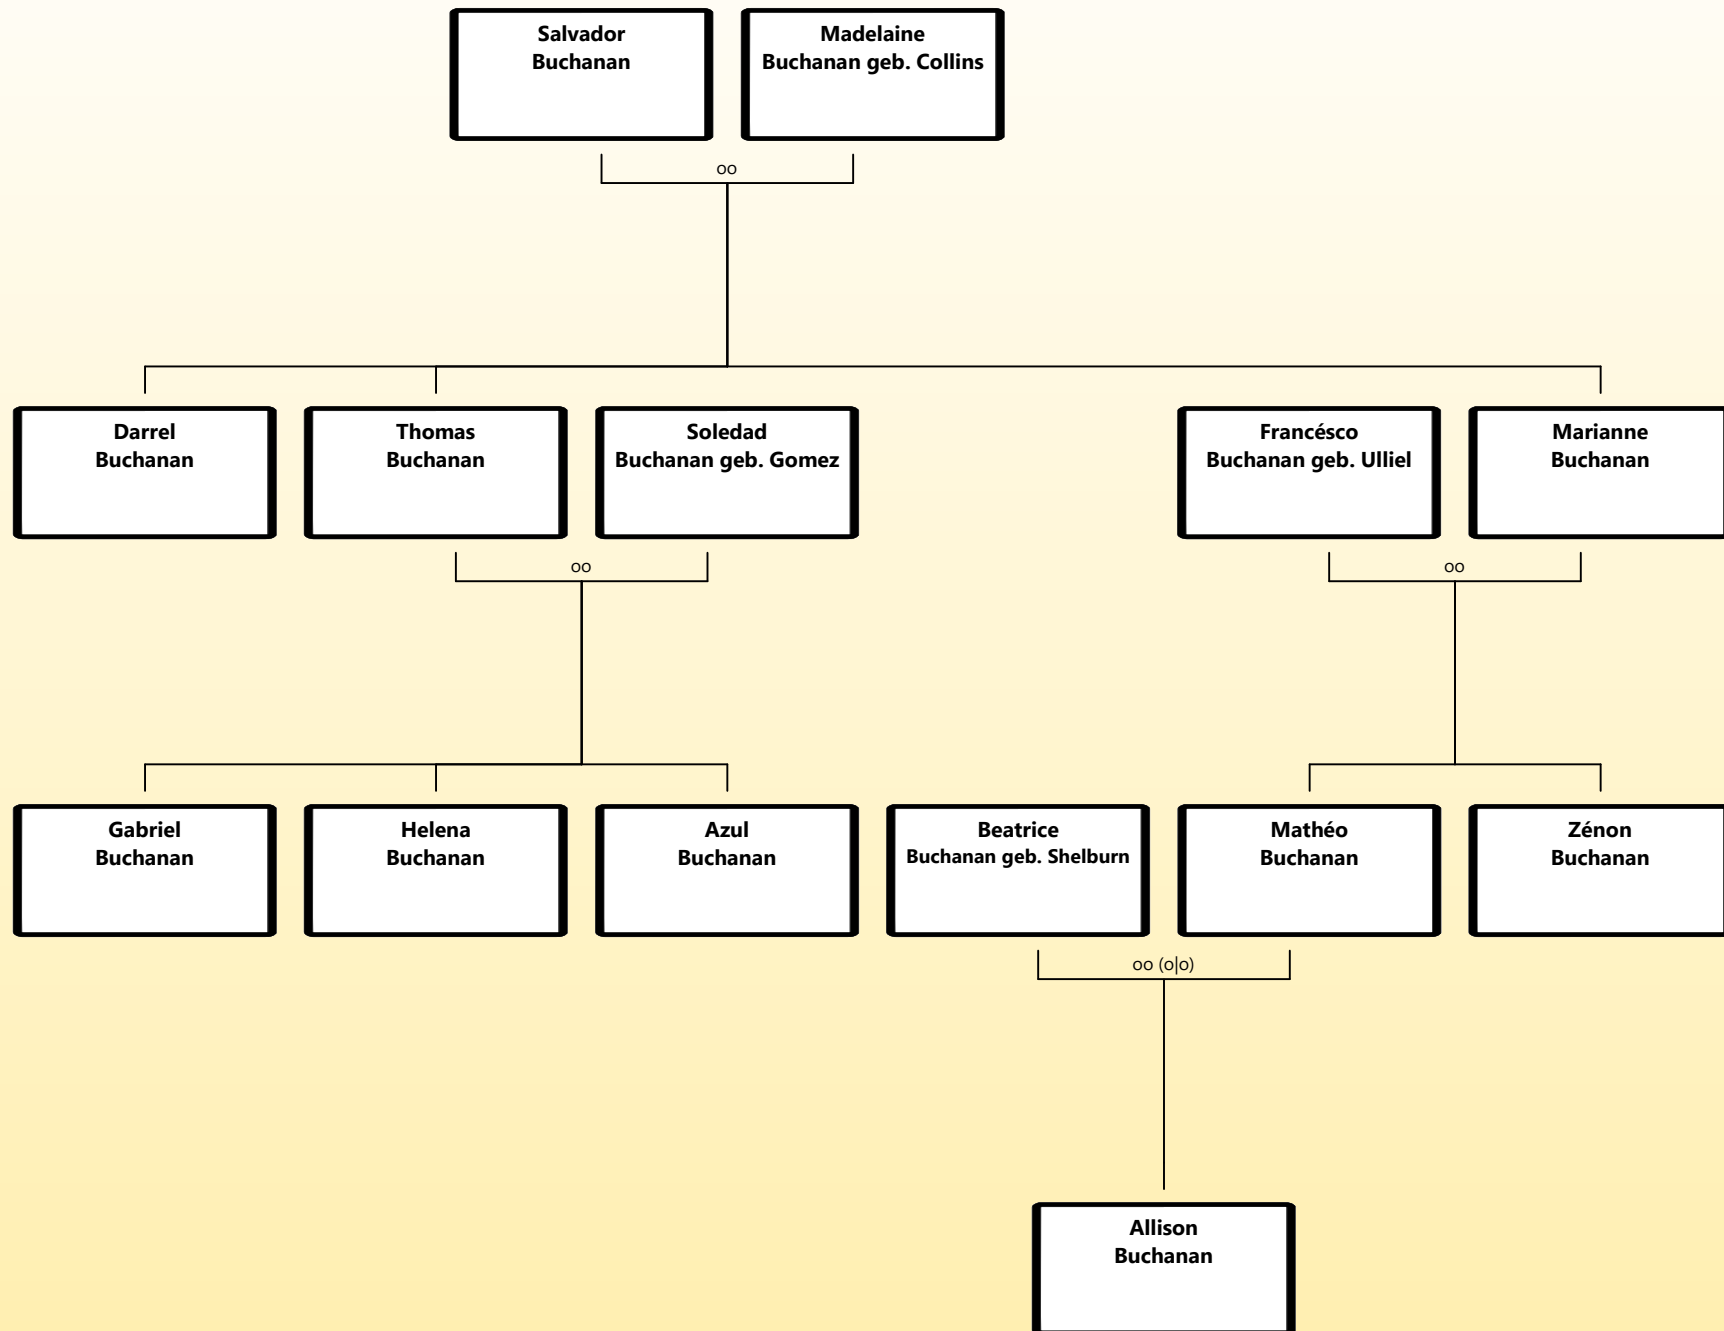 Salvador
Buchanan
Madelaine
Buchanan geb. Collins
oo
Darrel
Buchanan
Thomas
Buchanan
Soledad
Buchanan geb. Gomez
Francésco
Buchanan geb. Ulliel
Marianne
Buchanan
oo
oo
Gabriel
Buchanan
Helena
Buchanan
Azul
Buchanan
Beatrice
Buchanan geb. Shelburn
Mathéo
Buchanan
Zénon
Buchanan
oo (o|o)
Allison
Buchanan